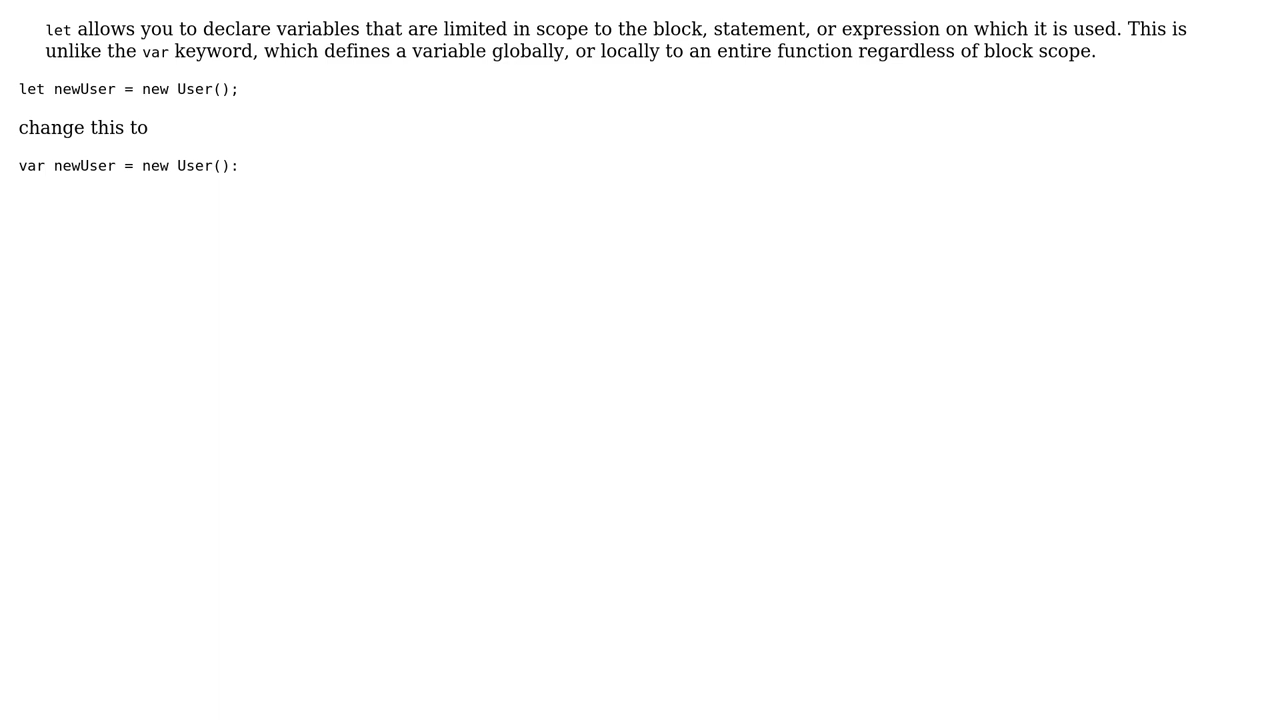 let allows you to declare variables that are limited in scope to the block, statement, or expression on which it is used. This is
unlike the var keyword, which defines a variable globally, or locally to an entire function regardless of block scope.
let newUser = new User();
change this to
var newUser = new User():